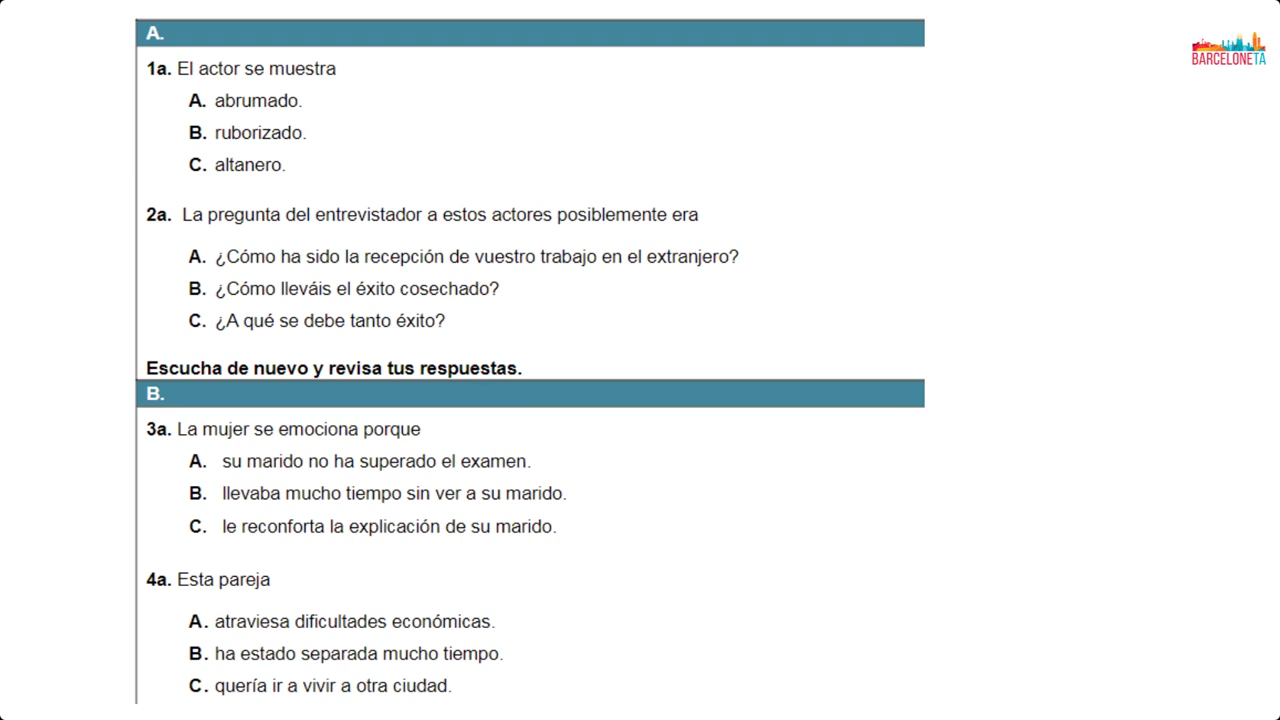 A.
BARCELONETA
1a. El actor se muestra
A. abrumado.
B. ruborizado.
C. altanero.
2a. La pregunta del entrevistador a estos actores posiblemente era
A. ¿Cómo ha sido la recepción de vuestro trabajo en el extranjero?
B. ¿Cómo lleváis el éxito cosechado?
C. ¿A qué se debe tanto éxito?
Escucha de nuevo y revisa tus respuestas.
B.
3a. La mujer se emociona porque
A. su marido no ha superado el examen.
B. llevaba mucho tiempo sin ver a su marido.
C. le reconforta la explicación de su marido.
4a. Esta pareja
A. atraviesa dificultades económicas.
B. ha estado separada mucho tiempo.
C. quería ir a vivir a otra ciudad.